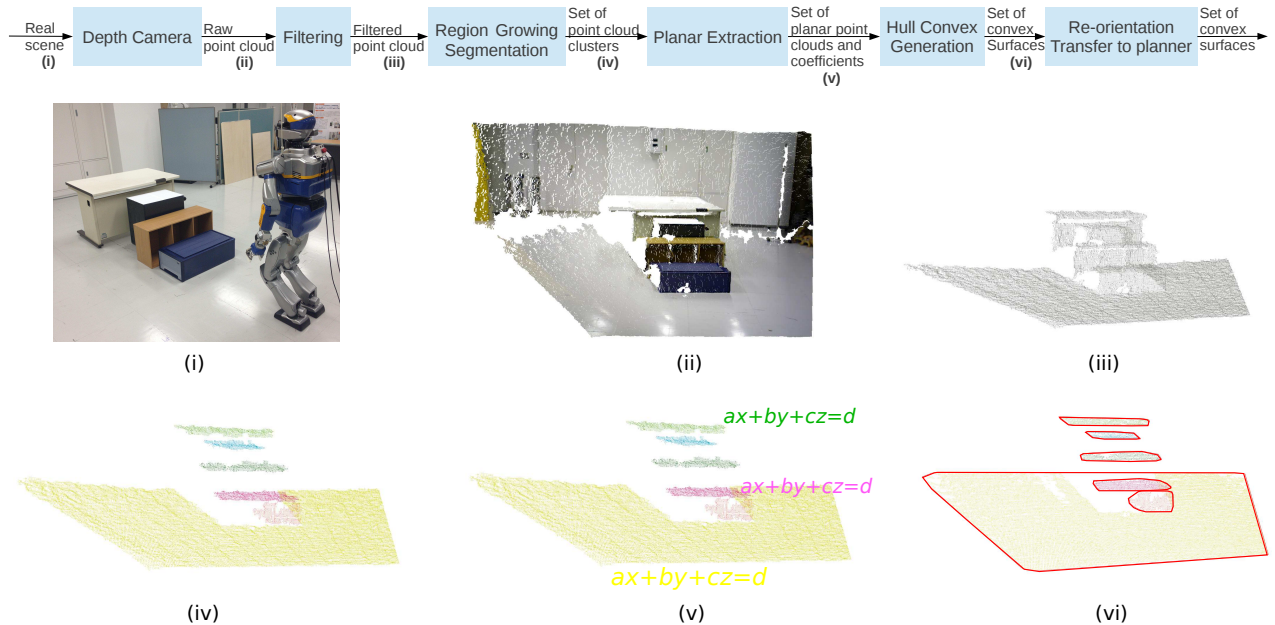 Real
scene
(i)
Depth Camera
Raw
point cloud
(ii)
Filtering
Filtered
point cloud
(iii)
Region Growing
Segmentation
Set of
point cloud
clusters
(iv)
Planar Extraction
Set of
planar point
clouds and
coefficients
(v)
Hull Convex
Generation
Set of
convex
Surfaces
(vi)
Re-orientation
Transfer to planner
Set of
convex
surfaces
(i)
(ii)
(iii)
ax+by+cz=d
ax+by+cz=d
ax+by+cz=d
(iv)
(v)
(vi)